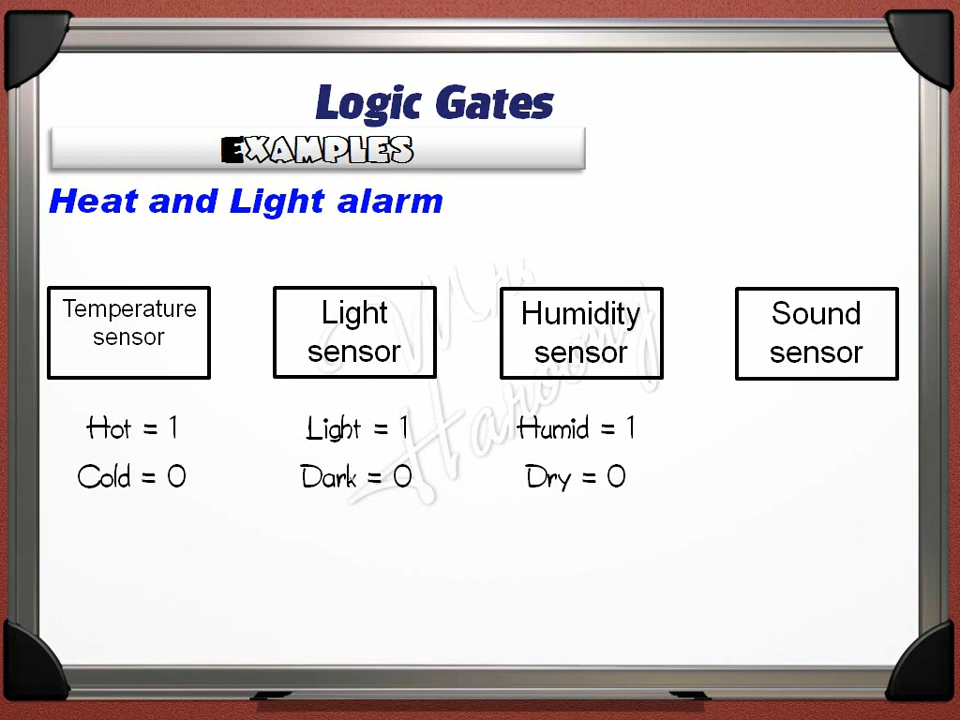 Logic Gates
EXAMPLES
Heat and Light alarm
Temperature sensor
Light sensor
Humidity sensor
Sound sensor
Hot = 1
Light = 1
Humid = 1
Cold = 0
Dark = 0
Dry = 0
Haroony